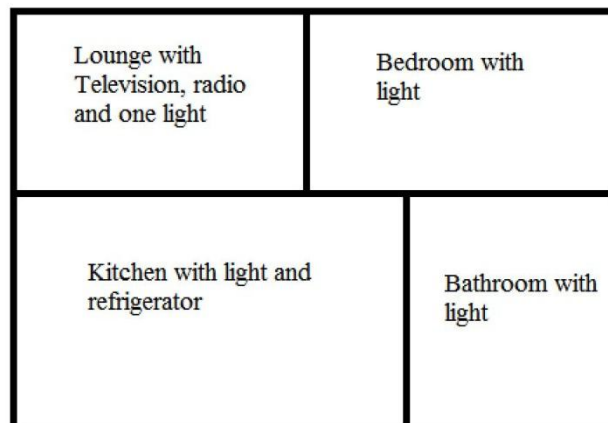 Lounge with
Television, radio
and one light
Bedroom with
light
Kitchen with light and
refrigerator
Bathroom with
light